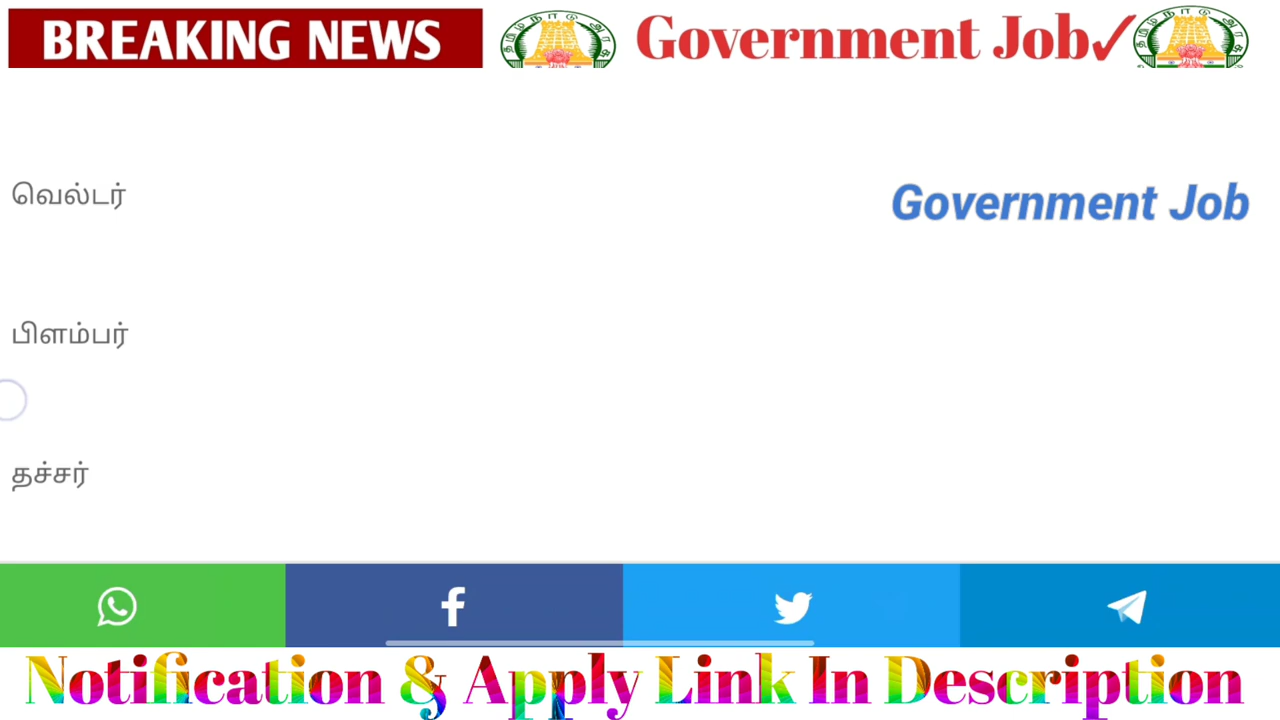 BREAKING NEWS
Government Job✓
வெல்டர்
Government Job
பிளம்பர்
தச்சர்
Notification & Apply Link In Description